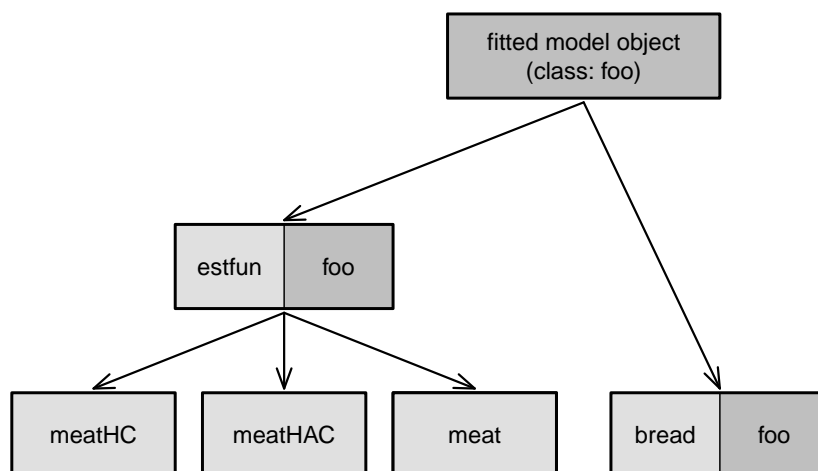 fitted model object
(class: foo)
estfun foo
meatHC meatHAC meat bread foo